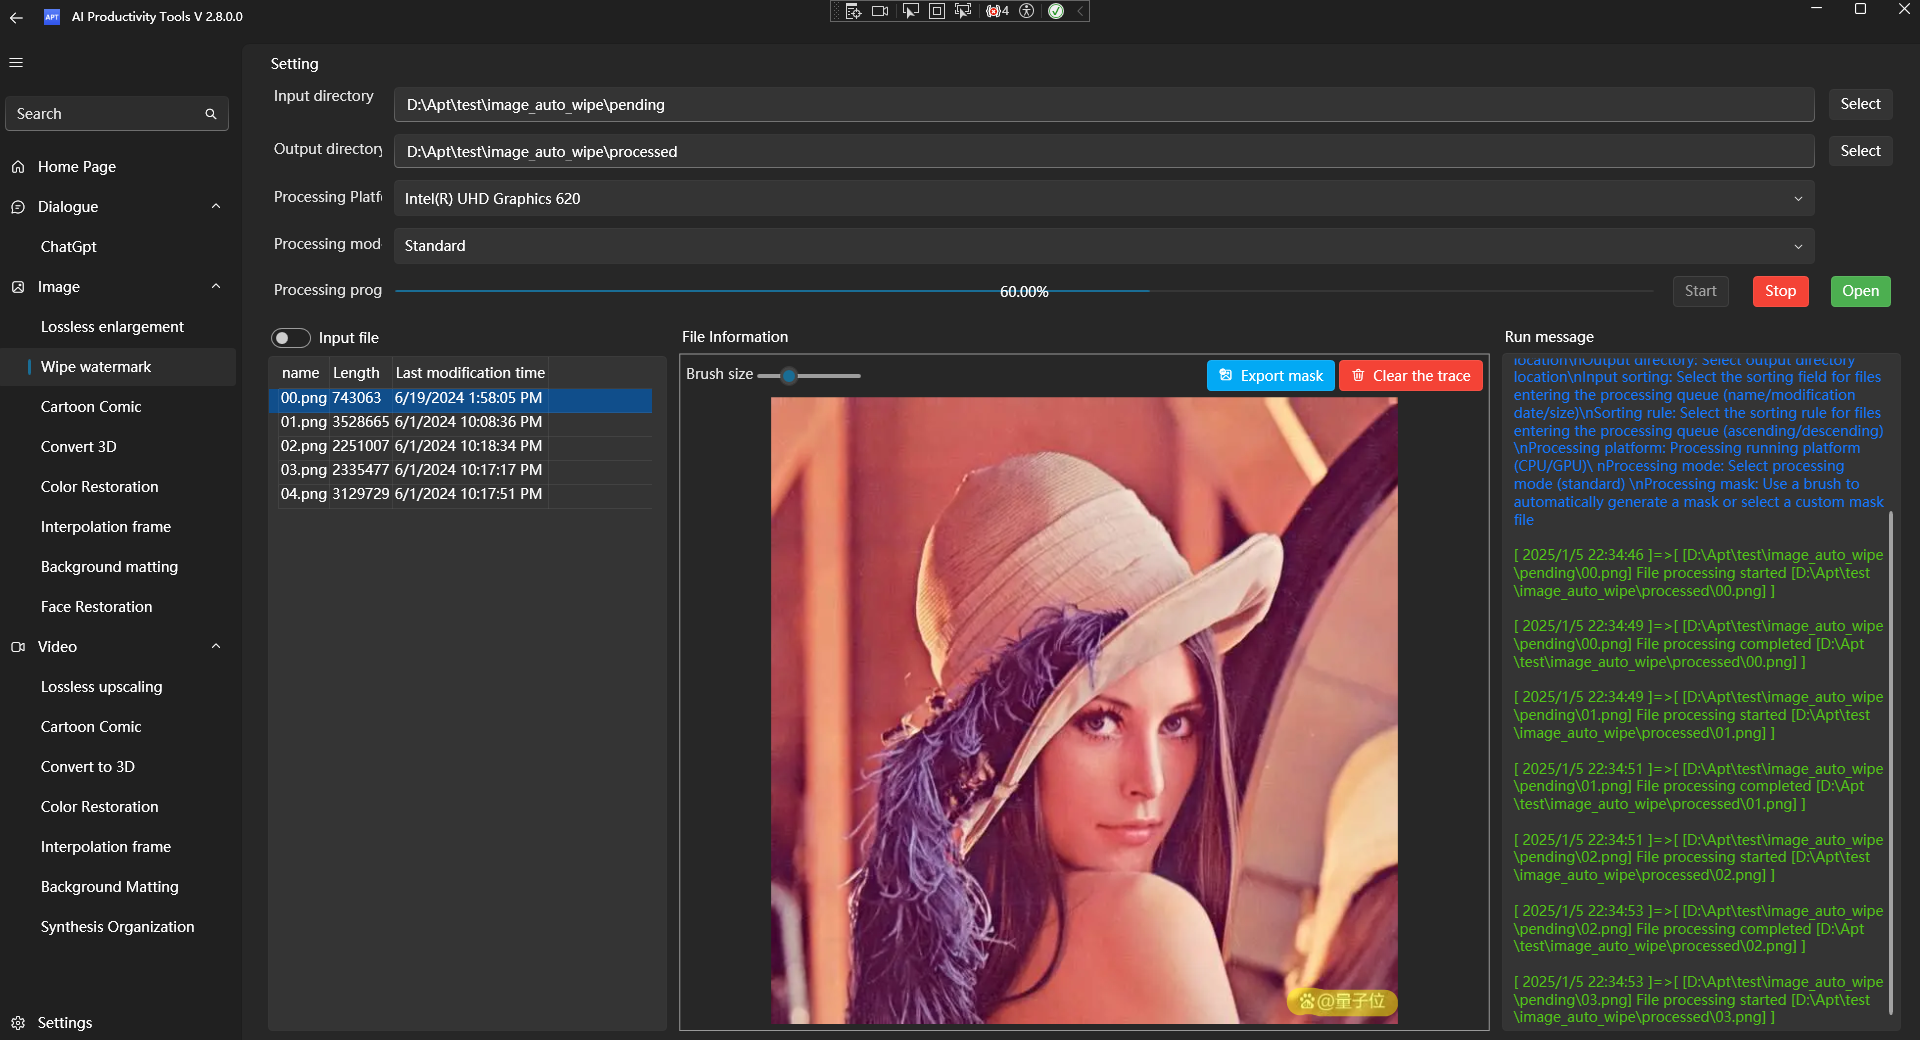 AI Productivity Tools V 2.8.0.0
4
Search
Home Page
Dialogue
ChatGpt
Image
Lossless enlargement
Wipe watermark
Cartoon Comic
Convert 3D
Color Restoration
Interpolation frame
Background matting
Face Restoration
Video
Lossless upscaling
Cartoon Comic
Convert to 3D
Color Restoration
Interpolation frame
Background Matting
Synthesis Organization
Settings
Setting
Input directory
D:\Apt\test\image_auto_wipe\pending
Select
Output directory
D:\Apt\test\image_auto_wipe\processed
Select
Processing Platf
Intel(R) UHD Graphics 620
Processing mod
Standard
Processing prog
60.00%
Start
Stop
Open
Input file
name Length Last modification time
00.png 743063 6/19/2024 1:58:05 PM
01.png 3528665 6/1/2024 10:08:36 PM
02.png 2251007 6/1/2024 10:18:34 PM
03.png 2335477 6/1/2024 10:17:17 PM
04.png 3129729 6/1/2024 10:17:51 PM
File Information
Brush size
Export mask
Clear the trace
@量子位
Run message
location\nOutput directory: Select output directory
location\nInput sorting: Select the sorting field for files
entering the processing queue (name/modification
date/size)\nSorting rule: Select the sorting rule for files
entering the processing queue (ascending/descending)
\nProcessing platform: Processing running platform
(CPU/GPU)\ nProcessing mode: Select processing
mode (standard) \nProcessing mask: Use a brush to
automatically generate a mask or select a custom mask
file
[ 2025/1/5 22:34:46 ]=>[ [D:\Apt\test\image_auto_wipe
\pending\00.png] File processing started [D:\Apt\test
\image_auto_wipe\processed\00.png] ]
[ 2025/1/5 22:34:49 ]=>[ [D:\Apt\test\image_auto_wipe
\pending\00.png] File processing completed [D:\Apt
\test\image_auto_wipe\processed\00.png] ]
[ 2025/1/5 22:34:49 ]=>[ [D:\Apt\test\image_auto_wipe
\pending\01.png] File processing started [D:\Apt\test
\image_auto_wipe\processed\01.png] ]
[ 2025/1/5 22:34:51 ]=>[ [D:\Apt\test\image_auto_wipe
\pending\01.png] File processing completed [D:\Apt
\test\image_auto_wipe\processed\01.png] ]
[ 2025/1/5 22:34:51 ]=>[ [D:\Apt\test\image_auto_wipe
\pending\02.png] File processing started [D:\Apt\test
\image_auto_wipe\processed\02.png] ]
[ 2025/1/5 22:34:53 ]=>[ [D:\Apt\test\image_auto_wipe
\pending\02.png] File processing completed [D:\Apt
\test\image_auto_wipe\processed\02.png] ]
[ 2025/1/5 22:34:53 ]=>[ [D:\Apt\test\image_auto_wipe
\pending\03.png] File processing started [D:\Apt\test
\image_auto_wipe\processed\03.png] ]